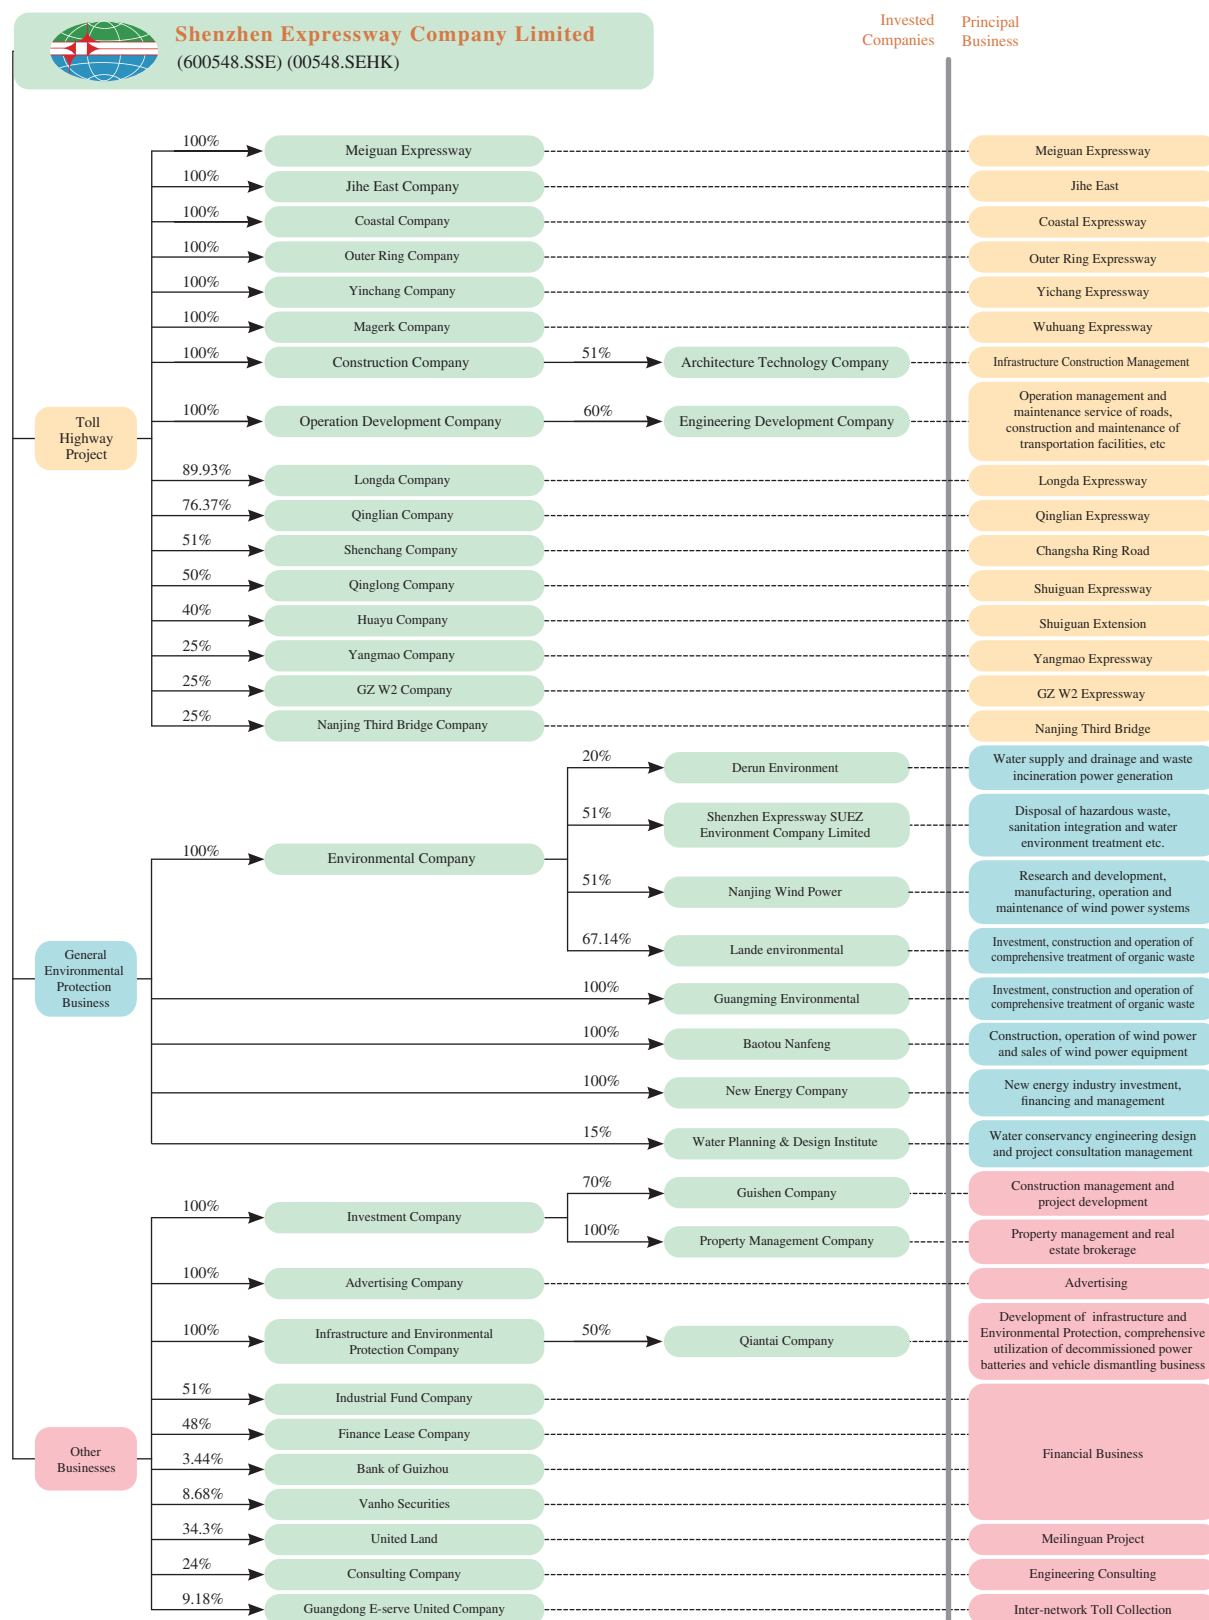 Shenzhen Expressway Company Limited
(600548.SSE) (00548.SEHK)
Invested
Companies
Principal
Business
Toll
Highway
Project
100%
Meiguan Expressway
Meiguan Expressway
100%
Jihe East Company
Jihe East
100%
Coastal Company
Coastal Expressway
100%
Outer Ring Company
Outer Ring Expressway
100%
Yinchang Company
Yichang Expressway
100%
Magerk Company
Wuhuang Expressway
100%
Construction Company
51%
Architecture Technology Company
Infrastructure Construction Management
100%
Operation Development Company
60%
Engineering Development Company
Operation management and
maintenance service of roads,
construction and maintenance of
transportation facilities, etc
89.93%
Longda Company
Longda Expressway
76.37%
Qinglian Company
Qinglian Expressway
51%
Shenchang Company
Changsha Ring Road
50%
Qinglong Company
Shuiguan Expressway
40%
Huayu Company
Shuiguan Extension
25%
Yangmao Company
Yangmao Expressway
25%
GZ W2 Company
GZ W2 Expressway
25%
Nanjing Third Bridge Company
Nanjing Third Bridge
General
Environmental
Protection
Business
100%
Environmental Company
20%
Derun Environment
Water supply and drainage and waste
incineration power generation
51%
Shenzhen Expressway SUEZ
Environment Company Limited
Disposal of hazardous waste,
sanitation integration and water
environment treatment etc.
51%
Nanjing Wind Power
Research and development,
manufacturing, operation and
maintenance of wind power systems
67.14%
Lande environmental
Investment, construction and operation of
comprehensive treatment of organic waste
100%
Guangming Environmental
Investment, construction and operation of
comprehensive treatment of organic waste
100%
Baotou Nanfeng
Construction, operation of wind power
and sales of wind power equipment
100%
New Energy Company
New energy industry investment,
financing and management
15%
Water Planning & Design Institute
Water conservancy engineering design
and project consultation management
Other
Businesses
100%
Investment Company
70%
Guishen Company
Construction management and
project development
100%
Property Management Company
Property management and real
estate brokerage
100%
Advertising Company
Advertising
100%
Infrastructure and Environmental
Protection Company
50%
Qiantai Company
Development of infrastructure and
Environmental Protection, comprehensive
utilization of decommissioned power
batteries and vehicle dismantling business
51%
Industrial Fund Company
48%
Finance Lease Company
3.44%
Bank of Guizhou
8.68%
Vanho Securities
Financial Business
34.3%
United Land
Meilinguan Project
24%
Consulting Company
Engineering Consulting
9.18%
Guangdong E-serve United Company
Inter-network Toll Collection